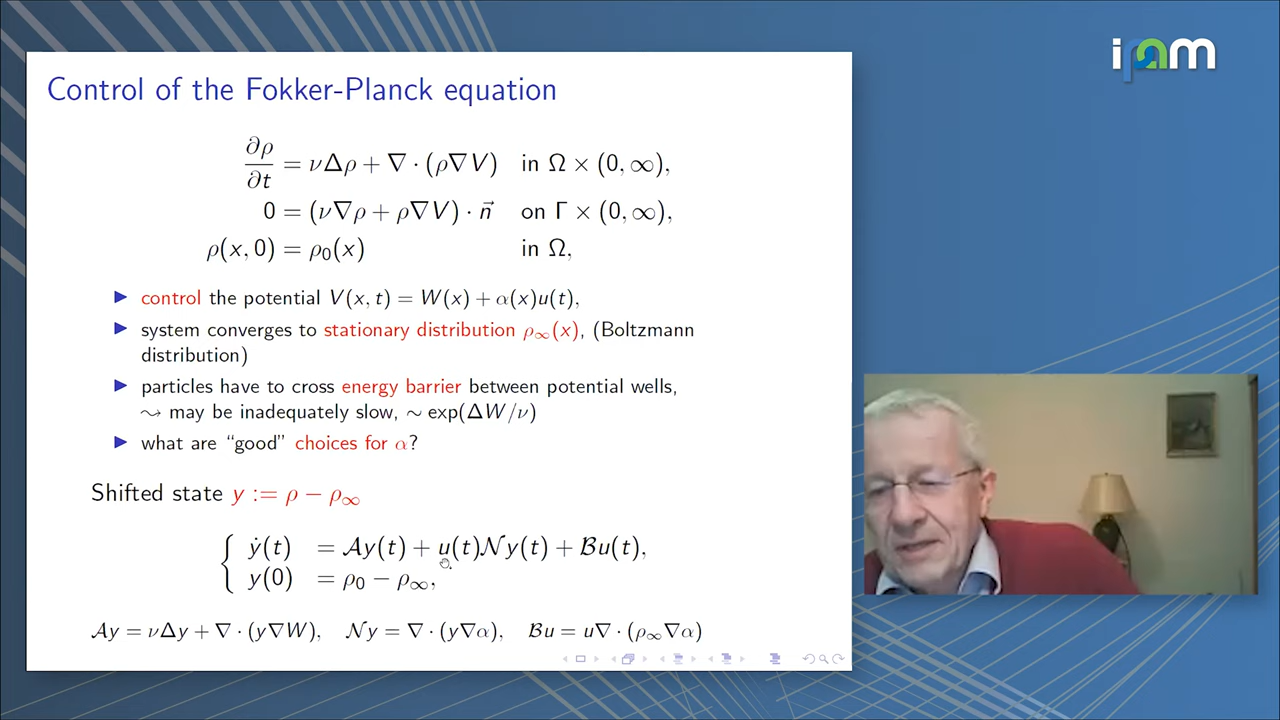 ipam
Control of the Fokker-Planck equation
∂ρ/∂t = νΔρ + ∇ · (ρ∇V) in Ω × (0, ∞),
0 = (ν∇ρ + ρ∇V) · n⃗ on Γ × (0, ∞),
ρ(x, 0) = ρ₀(x) in Ω,
▶ control the potential V(x, t) = W(x) + α(x)u(t),
▶ system converges to stationary distribution ρ∞(x), (Boltzmann
distribution)
▶ particles have to cross energy barrier between potential wells,
⇝ may be inadequately slow, ∼ exp(ΔW/ν)
▶ what are “good” choices for α?
Shifted state y := ρ − ρ∞
{ ẏ(t) = 𝒜y(t) + u(t)𝒩y(t) + ℬu(t),
y(0) = ρ₀ − ρ∞,
𝒜y = νΔy + ∇ · (y∇W), 𝒩y = ∇ · (y∇α), ℬu = u∇ · (ρ∞∇α)